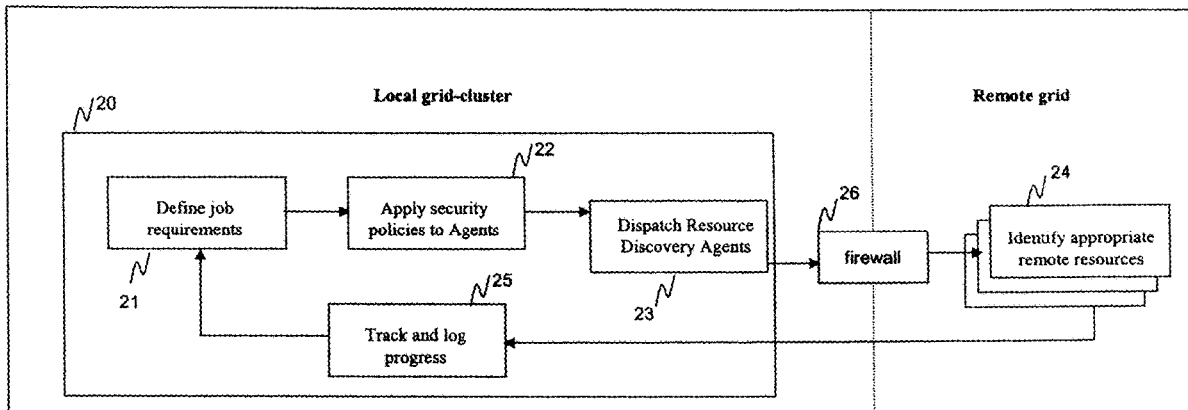 Local grid-cluster
Remote grid
20
22
24
26
Define job
requirements
Apply security
policies to Agents
Dispatch Resource
Discovery Agents
firewall
Identify appropriate
remote resources
21
25
23
Track and log
progress